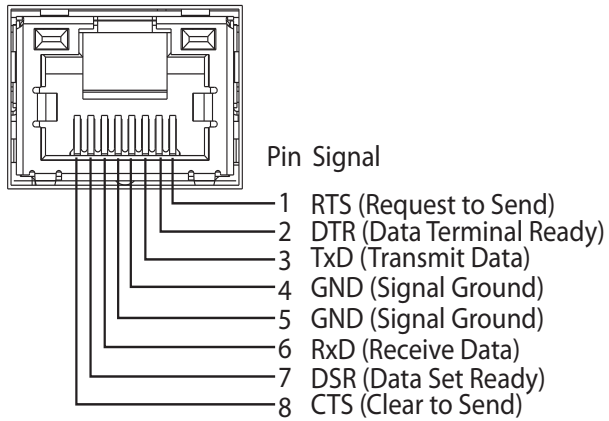 Pin Signal
1 RTS (Request to Send)
2 DTR (Data Terminal Ready)
3 TxD (Transmit Data)
4 GND (Signal Ground)
5 GND (Signal Ground)
6 RxD (Receive Data)
7 DSR (Data Set Ready)
8 CTS (Clear to Send)